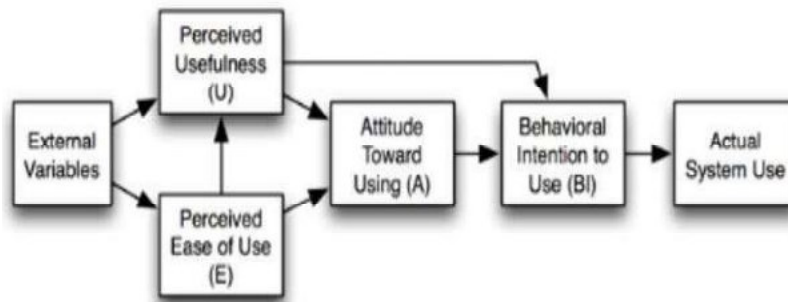 Perceived
Usefulness
(U)
External
Variables
Perceived
Ease of Use
(E)
Attitude
Toward
Using (A)
Behavioral
Intention to
Use (BI)
Actual
System Use